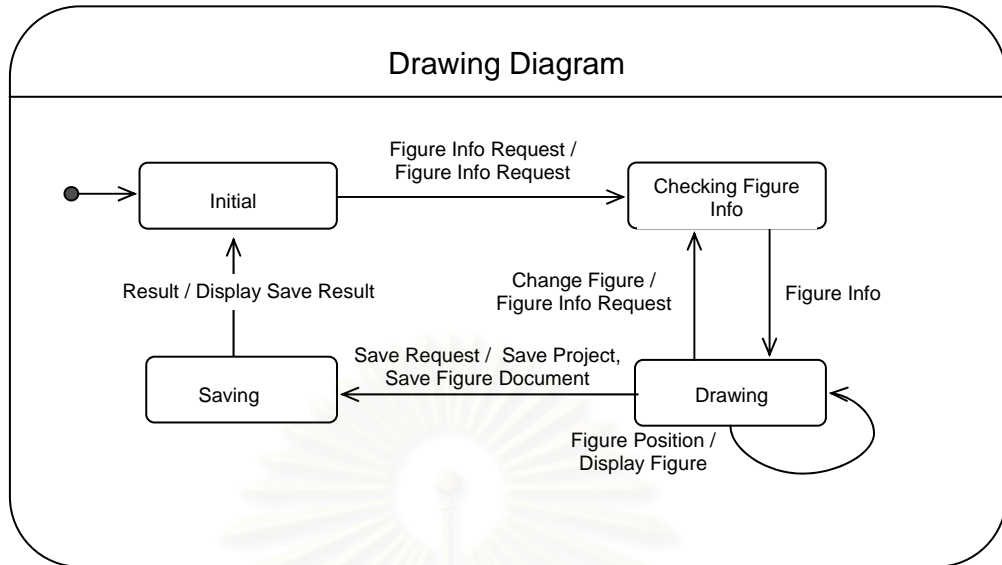 Drawing Diagram
Figure Info Request /
Figure Info Request
Initial
Checking Figure
Info
Result / Display Save Result
Change Figure /
Figure Info Request
Figure Info
Save Request /  Save Project,
Save Figure Document
Saving
Drawing
Figure Position /
Display Figure